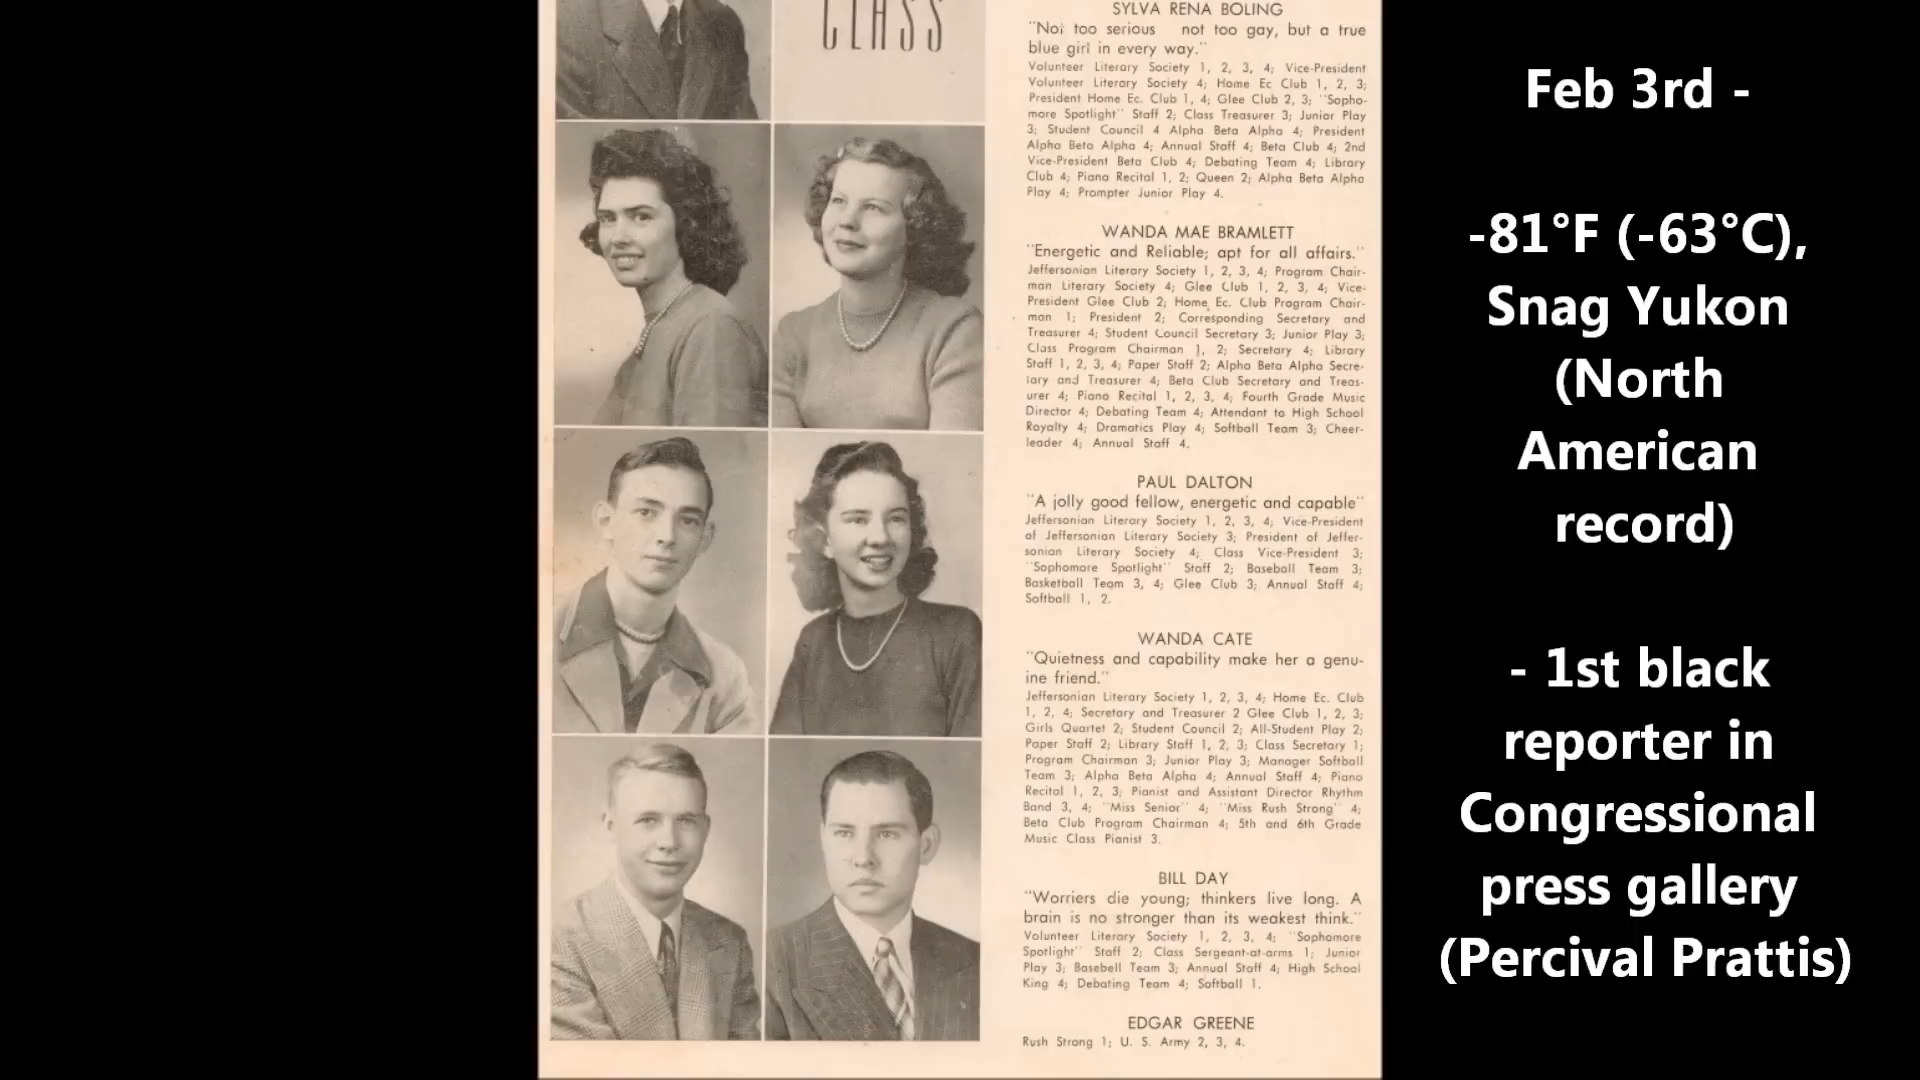 CLASS
SYLVA RENA BOLING
"Not too serious not too gay, but a true
blue girl in every way."
Volunteer Literary Society 1, 2, 3, 4; Vice-President
Volunteer Literary Society 4; Home Ec Club 1, 2, 3;
President Home Ec. Club 1, 4; Glee Club 2, 3; "Sopho-
more Spotlight" Staff 2; Class Treasurer 3; Junior Play
3; Student Council 4 Alpha Beta Alpha 4; President
Alpha Beta Alpha 4; Annual Staff 4; Beta Club 4; 2nd
Vice-President Beta Club 4; Debating Team 4; Library
Club 4; Piano Recital 1, 2; Queen 2; Alpha Beta Alpha
Play 4; Prompter Junior Play 4.
WANDA MAE BRAMLETT
"Energetic and Reliable; apt for all affairs."
Jeffersonian Literary Society 1, 2, 3, 4; Program Chair-
man Literary Society 4; Glee Club 1, 2, 3, 4; Vice-
President Glee Club 2; Home Ec. Club Program Chair-
man 1; President 2; Corresponding Secretary and
Treasurer 4; Student Council Secretary 3; Junior Play 3;
Class Program Chairman 1, 2; Secretary 4; Library
Staff 1, 2, 3, 4; Paper Staff 2; Alpha Beta Alpha Secre-
tary and Treasurer 4; Beta Club Secretary and Treas-
urer 4; Piano Recital 1, 2, 3, 4; Fourth Grade Music
Director 4; Debating Team 4; Attendant to High School
Royalty 4; Dramatics Play 4; Softball Team 3; Cheer-
leader 4; Annual Staff 4.
PAUL DALTON
"A jolly good fellow, energetic and capable"
Jeffersonian Literary Society 1, 2, 3, 4; Vice-President
of Jeffersonian Literary Society 3; President of Jeffer-
sonian Literary Society 4; Class Vice-President 3;
"Sophomore Spotlight" Staff 2; Baseball Team 3;
Basketball Team 3, 4; Glee Club 3; Annual Staff 4;
Softball 1, 2.
WANDA CATE
"Quietness and capability make her a genu-
ine friend."
Jeffersonian Literary Society 1, 2, 3, 4; Home Ec. Club
1, 2, 4; Secretary and Treasurer 2 Glee Club 1, 2, 3;
Girls Quartet 2; Student Council 2; All-Student Play 2;
Paper Staff 2; Library Staff 1, 2, 3; Class Secretary 1;
Program Chairman 3; Junior Play 3; Manager Softball
Team 3; Alpha Beta Alpha 4; Annual Staff 4; Piano
Recital 1, 2, 3; Pianist and Assistant Director Rhythm
Band 3, 4; "Miss Senior" 4; "Miss Rush Strong" 4;
Beta Club Program Chairman 4; 5th and 6th Grade
Music Class Pianist 3.
BILL DAY
"Worriers die young; thinkers live long. A
brain is no stronger than its weakest think."
Volunteer Literary Society 1, 2, 3, 4; "Sophomore
Spotlight" Staff 2; Class Sergeant-at-arms 1; Junior
Play 3; Basebell Team 3; Annual Staff 4; High School
King 4; Debating Team 4; Softball 1.
EDGAR GREENE
Rush Strong 1; U. S. Army 2, 3, 4.
Feb 3rd -
-81°F (-63°C),
Snag Yukon
(North
American
record)
- 1st black
reporter in
Congressional
press gallery
(Percival Prattis)